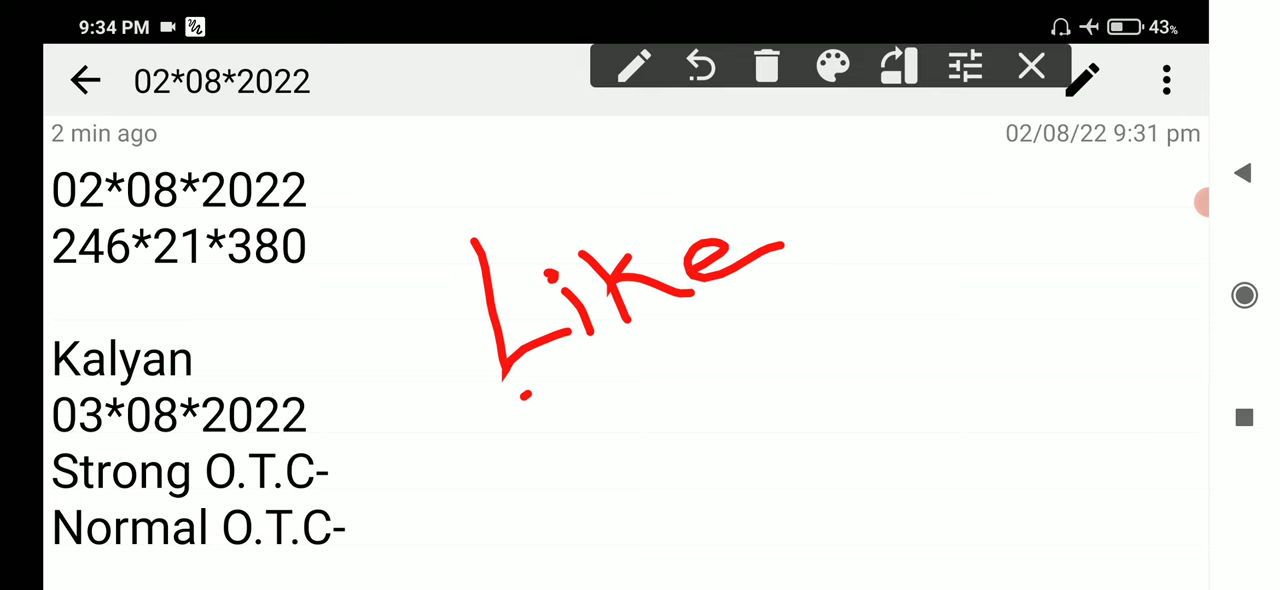 9:34 PM
43%
02*08*2022
2 min ago
02/08/22 9:31 pm
02*08*2022
246*21*380
Like
Kalyan
03*08*2022
Strong O.T.C-
Normal O.T.C-